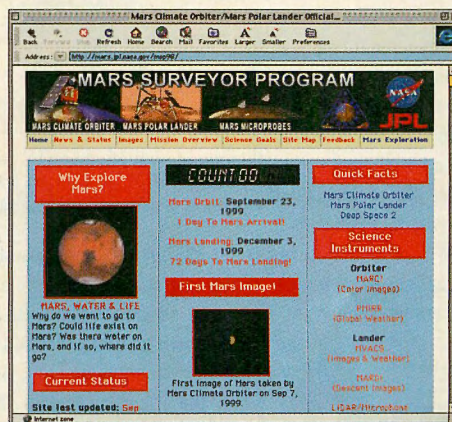 Mars Climate Orbiter/Mars Polar Lander Official...
Back Forward Stop Refresh Home Search Mail Favorites Larger Smaller Preferences
Address: http://mars.jpl.nasa.gov/msp98/
MARS SURVEYOR PROGRAM
NASA
JPL
MARS CLIMATE ORBITER MARS POLAR LANDER MARS MICROPROBES
Home News & Status Images Mission Overview Science Goals Site Map Feedback Mars Exploration
Why Explore
Mars?
MARS, WATER & LIFE
Why do we want to go to
Mars? Could life exist on
Mars? Was there water on
Mars, and if so, where did it
go?
Current Status
Site last updated: Sep
COUNTDO
Mars Orbit: September 23,
1999
1 Day To Mars Arrival!
Mars Landing: December 3,
1999
72 Days To Mars Landing!
First Mars Image!
First Image of Mars taken by
Mars Climate Orbiter on Sep 7,
1999.
Quick Facts
Mars Climate Orbiter
Mars Polar Lander
Deep Space 2
Science
Instruments
Orbiter
MARCI
(Color Images)
PMIRR
(Global Weather)
Lander
MVACS
(Images & Weather)
MARDI
(Descent Images)
LIDAR/Microphone
Internet zone